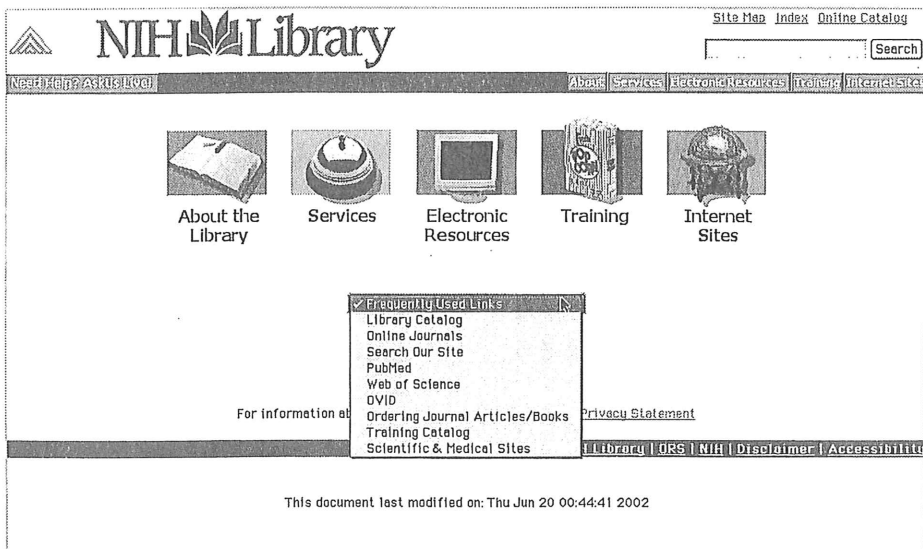 Site Map Index Online Catalog
NIH Library
Search
Need Help? Ask Us Live!
About Services Electronic Resources Training Internet Sites
About the Library
Services
Electronic Resources
Training
Internet Sites
✓ Frequently Used Links
Library Catalog
Online Journals
Search Our Site
PubMed
Web of Science
OVID
Ordering Journal Articles/Books
Training Catalog
Scientific & Medical Sites
For information
Privacy Statement
Library | ORS | NIH | Disclaimer | Accessibility
This document last modified on: Thu Jun 20 00:44:41 2002